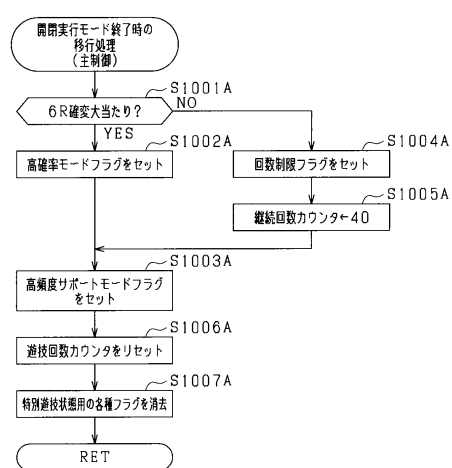 開閉実行モード終了時の
移行処理
(主制御)
S1001A
6R確変大当たり?
NO
YES
S1002A
高確率モードフラグをセット
S1004A
回数制限フラグをセット
S1005A
継続回数カウンタ←40
S1003A
高頻度サポートモードフラグ
をセット
S1006A
遊技回数カウンタをリセット
S1007A
特別遊技状態用の各種フラグを消去
RET